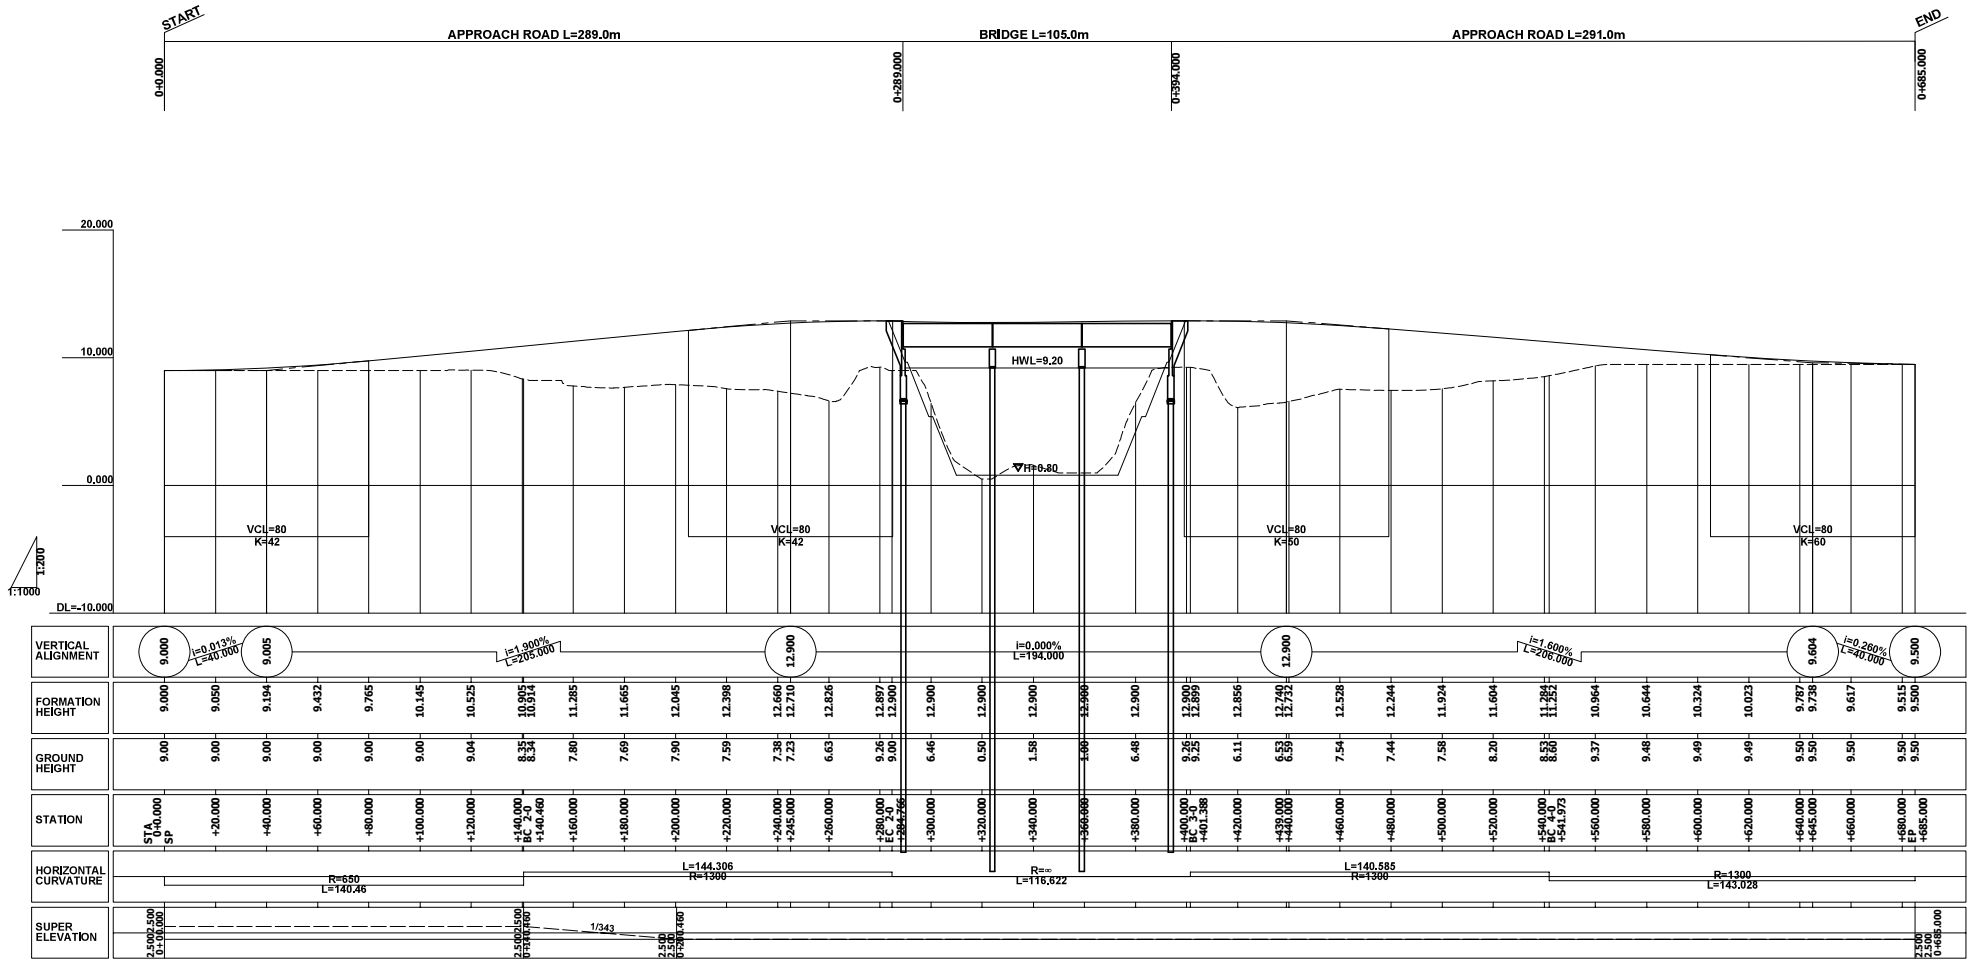 START
APPROACH ROAD L=289.0m
BRIDGE L=105.0m
APPROACH ROAD L=291.0m
END
0+0.000
0+289.000
0+394.000
0+685.000
20.000
10.000
0.000
DL=-10.000
1:200
1:1000
HWL=9.20
H=0.80
VCL=80
K=42
VCL=80
K=42
VCL=80
K=50
VCL=80
K=60
VERTICAL
ALIGNMENT
9.000
i=0.013%
L=40.000
9.005
i=1.900%
L=205.000
12.900
i=0.000%
L=194.000
12.900
i=1.600%
L=206.000
9.604
i=0.260%
L=40.000
9.500
FORMATION
HEIGHT
9.000
9.050
9.194
9.432
9.765
10.145
10.525
10.905
10.914
11.285
11.665
12.045
12.398
12.660
12.710
12.826
12.897
12.900
12.900
12.900
12.900
12.900
12.900
12.900
12.899
12.856
12.740
12.732
12.528
12.244
11.924
11.604
11.284
11.252
10.964
10.644
10.324
10.023
9.787
9.738
9.617
9.515
9.500
GROUND
HEIGHT
9.00
9.00
9.00
9.00
9.00
9.00
9.04
8.35
8.34
7.80
7.69
7.90
7.59
7.38
7.23
6.63
9.26
9.00
6.46
0.50
1.58
1.00
6.48
9.26
9.25
6.11
6.53
6.59
7.54
7.44
7.58
8.20
8.53
8.60
9.37
9.48
9.49
9.49
9.50
9.50
9.50
9.50
9.50
STATION
STA
0+0.000
SP
+20.000
+40.000
+60.000
+80.000
+100.000
+120.000
+140.000
BC 2-0
+140.460
+160.000
+180.000
+200.000
+220.000
+240.000
+245.000
+260.000
+280.000
EC 2-0
+284.766
+300.000
+320.000
+340.000
+360.000
+380.000
+400.000
BC 3-0
+401.388
+420.000
+439.000
+440.000
+460.000
+480.000
+500.000
+520.000
+540.000
BC 4-0
+541.973
+560.000
+580.000
+600.000
+620.000
+640.000
+645.000
+660.000
+680.000
EP
+685.000
HORIZONTAL
CURVATURE
R=650
L=140.46
L=144.306
R=1300
R=∞
L=116.622
L=140.585
R=1300
R=1300
L=143.028
SUPER
ELEVATION
2.500
2.500
0+00.000
2.500
2.500
0+140.460
1/343
2.500
2.500
0+200.460
2.500
2.500
0+685.000